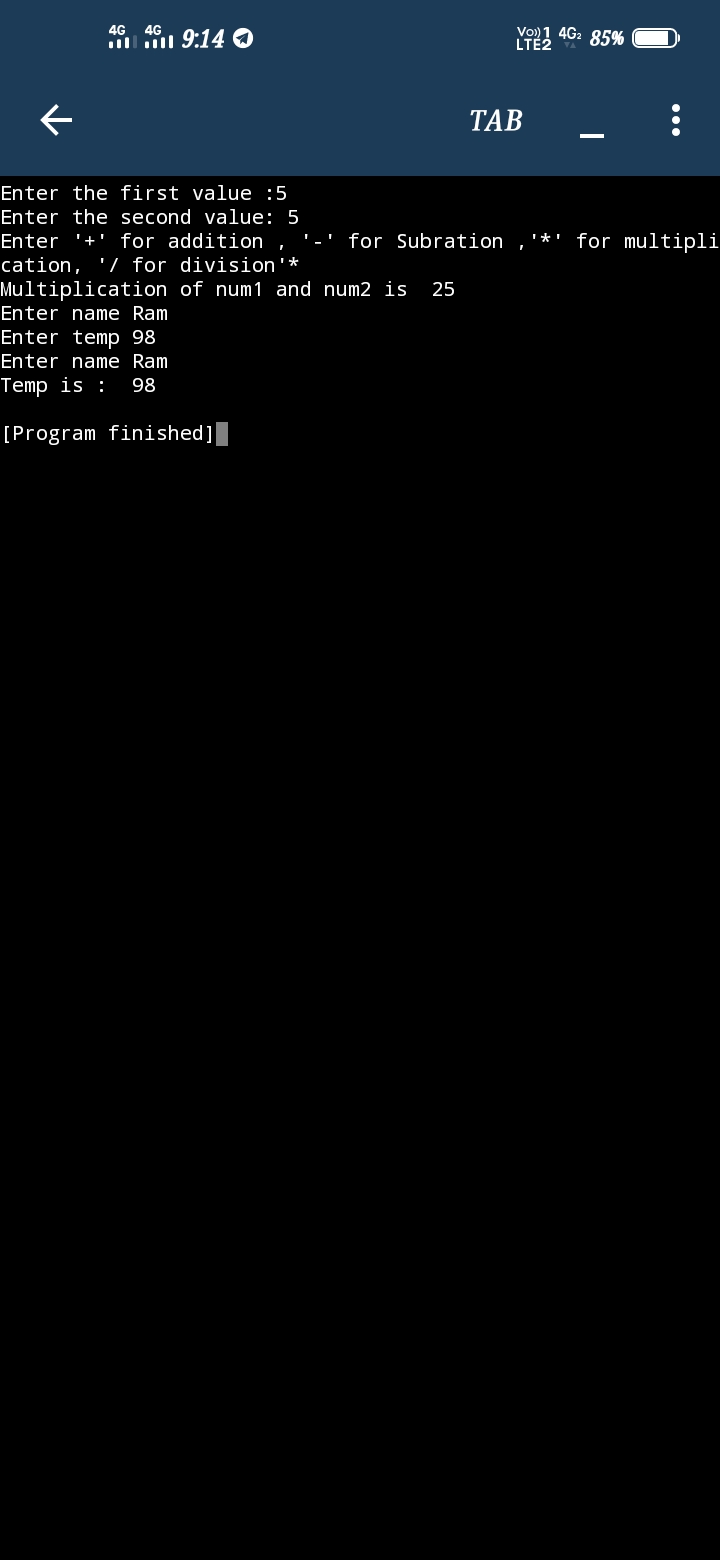 4G 4G 9:14 Vo)) 1 LTE2 4G2 85%
TAB
Enter the first value :5
Enter the second value: 5
Enter '+' for addition , '-' for Subration ,'*' for multipli
cation, '/ for division'*
Multiplication of num1 and num2 is  25
Enter name Ram
Enter temp 98
Enter name Ram
Temp is :  98
[Program finished]